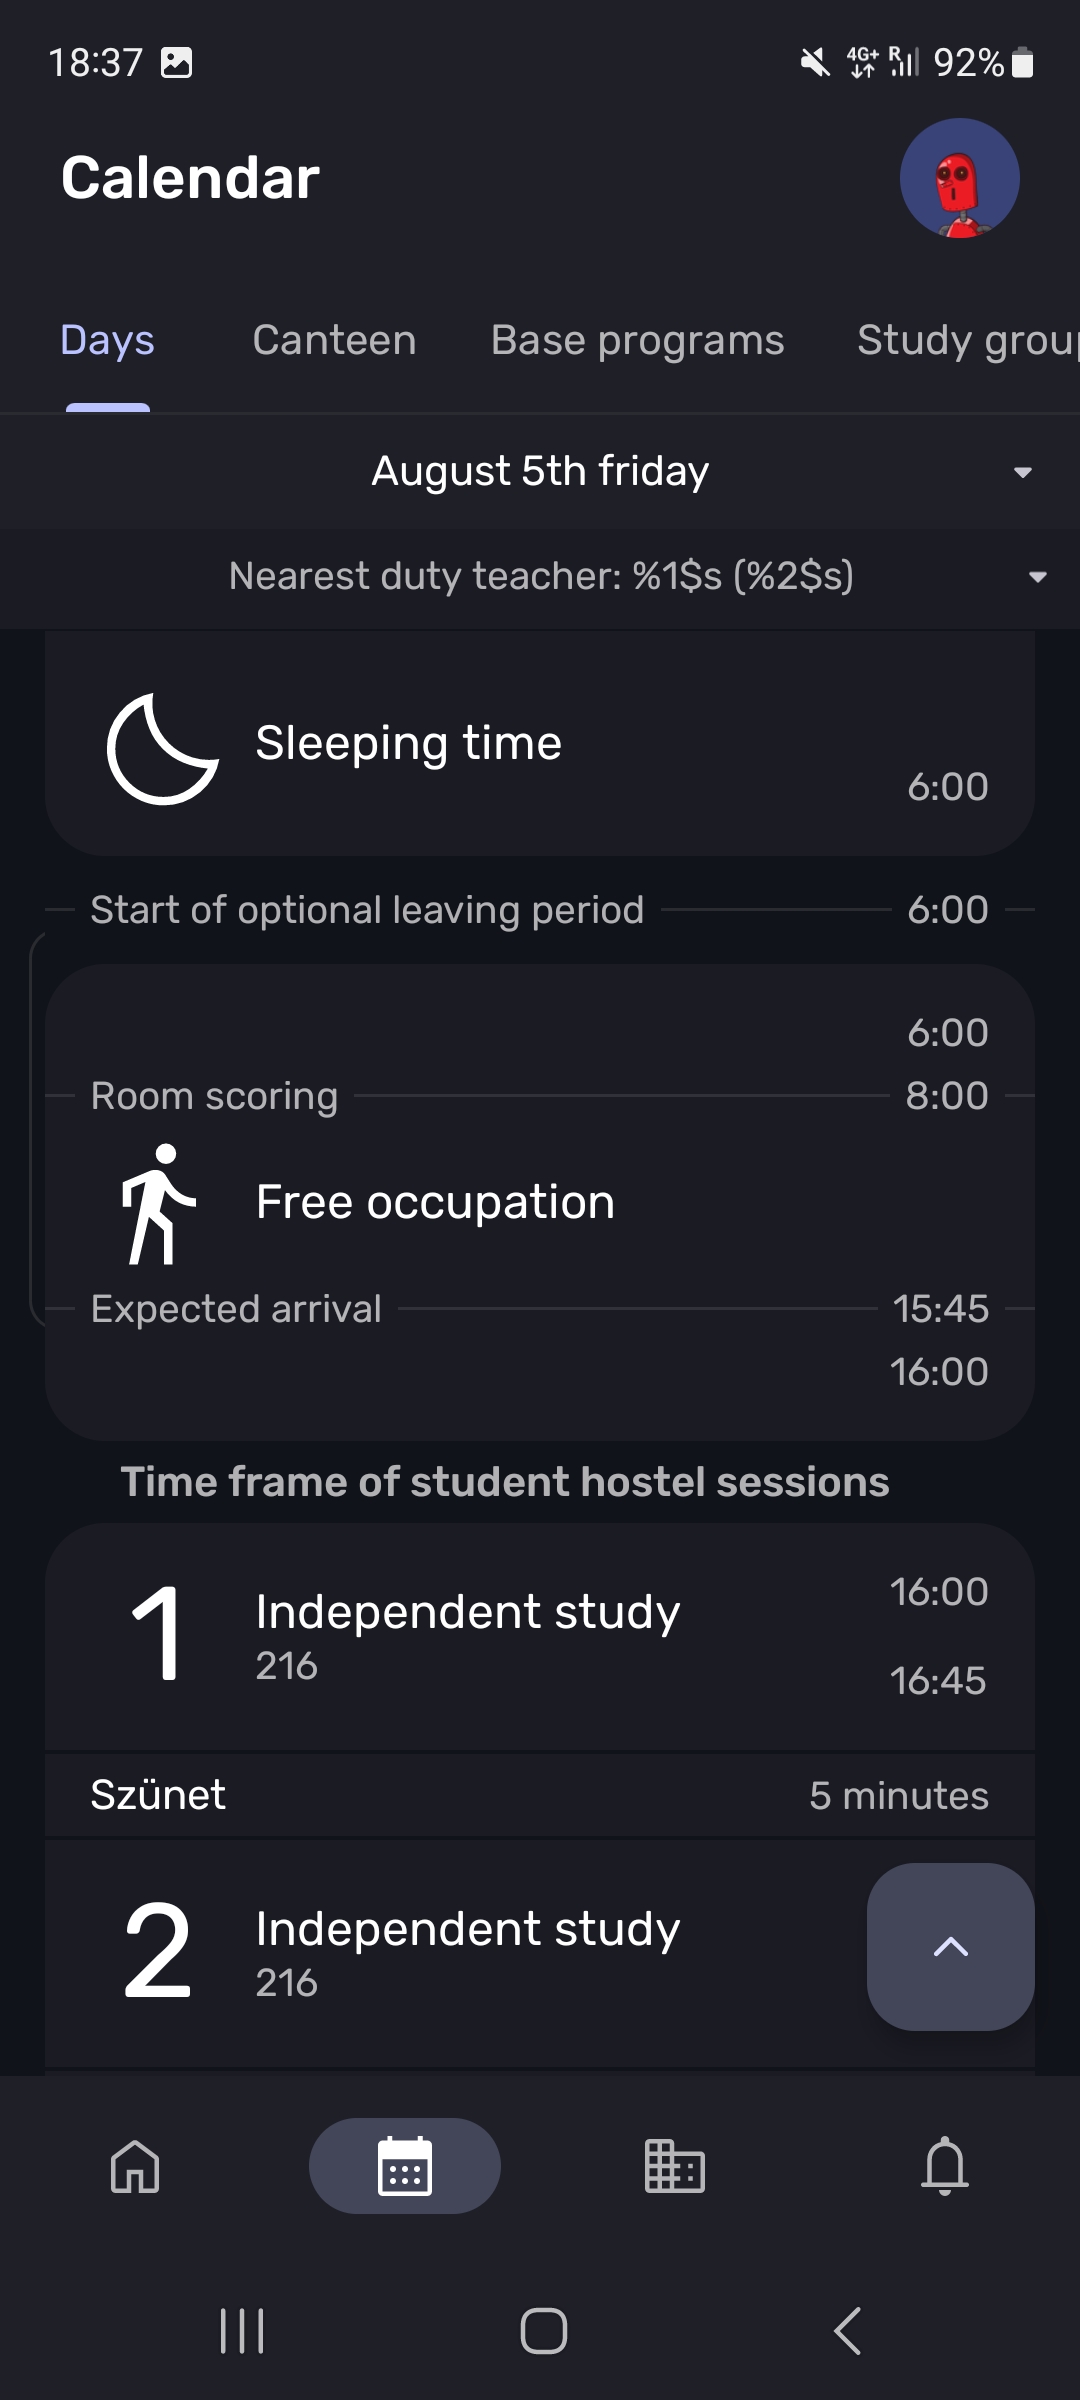 18:37
4G+ R 92%
Calendar
Days Canteen Base programs Study grou
August 5th friday
Nearest duty teacher: %1$s (%2$s)
Sleeping time
6:00
Start of optional leaving period 6:00
6:00
Room scoring 8:00
Free occupation
Expected arrival 15:45
16:00
Time frame of student hostel sessions
1 Independent study 16:00
216
16:45
Szünet 5 minutes
2 Independent study
216